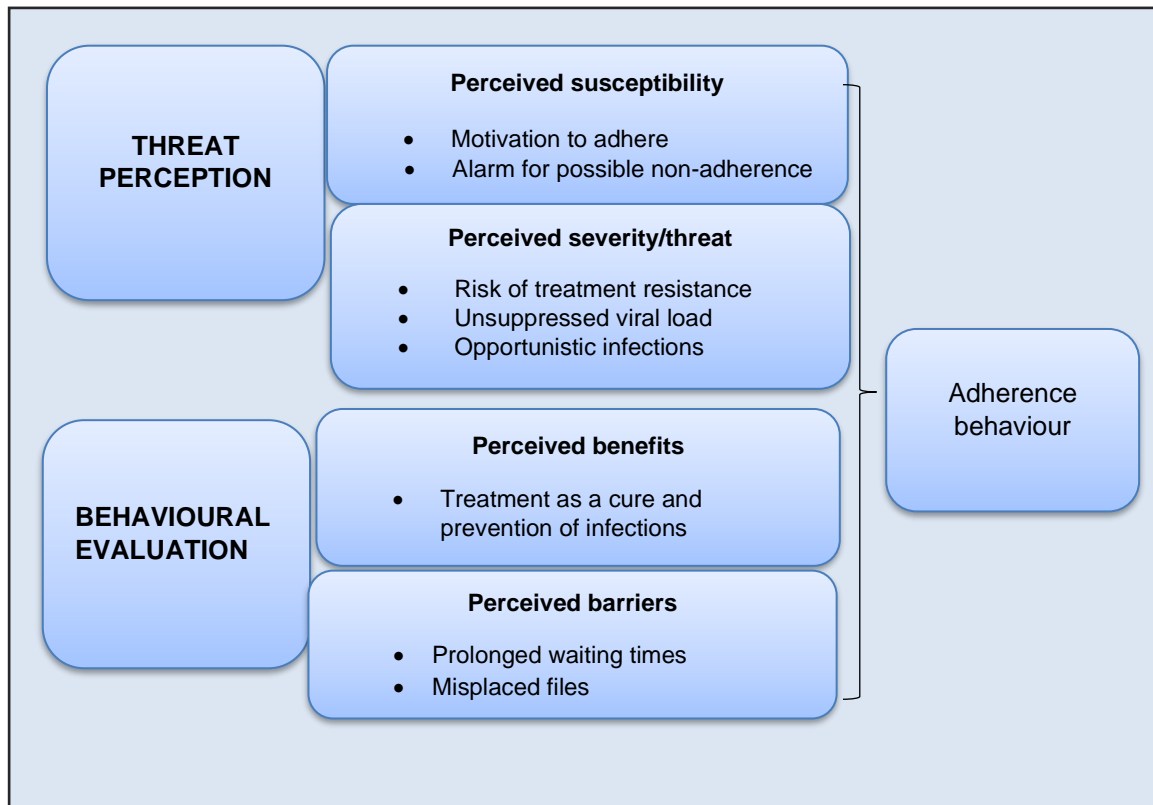 THREAT
PERCEPTION
Perceived susceptibility
• Motivation to adhere
• Alarm for possible non-adherence
Perceived severity/threat
• Risk of treatment resistance
• Unsuppressed viral load
• Opportunistic infections
BEHAVIOURAL
EVALUATION
Perceived benefits
• Treatment as a cure and
prevention of infections
Perceived barriers
• Prolonged waiting times
• Misplaced files
Adherence
behaviour